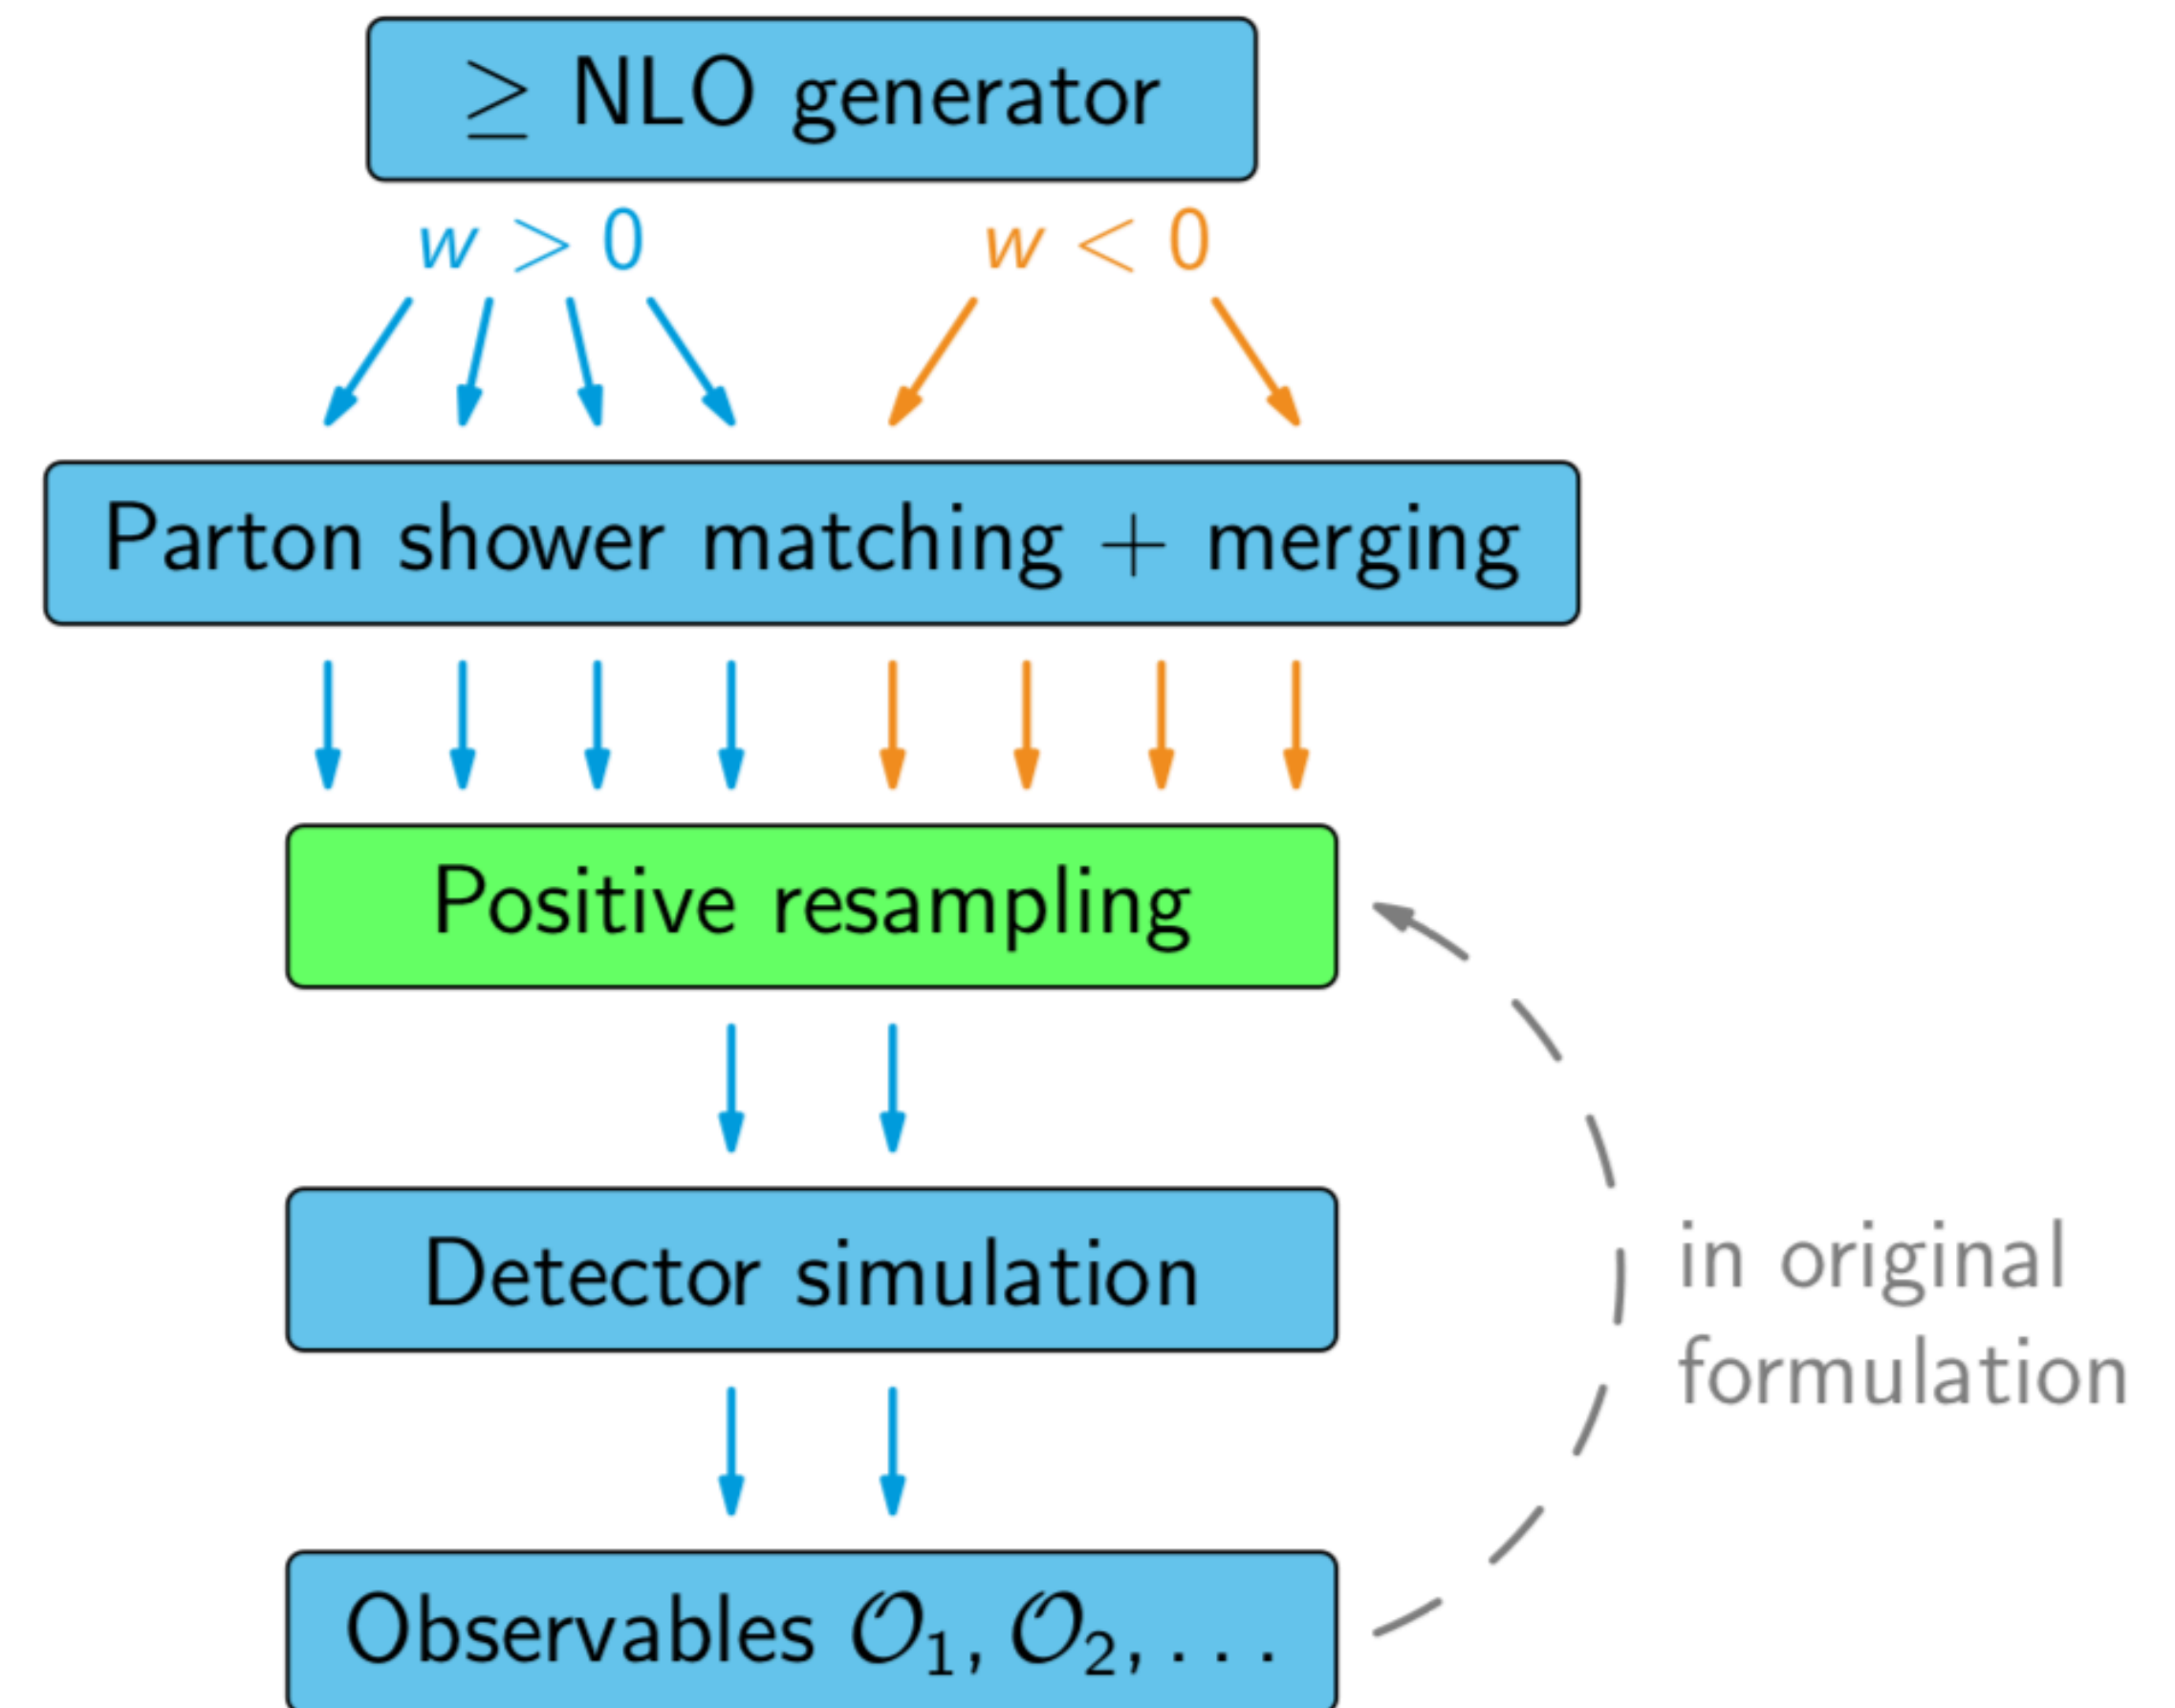 ≥ NLO generator
w > 0
w < 0
Parton shower matching + merging
Positive resampling
Detector simulation
in original
formulation
Observables 𝒪₁, 𝒪₂, . . .